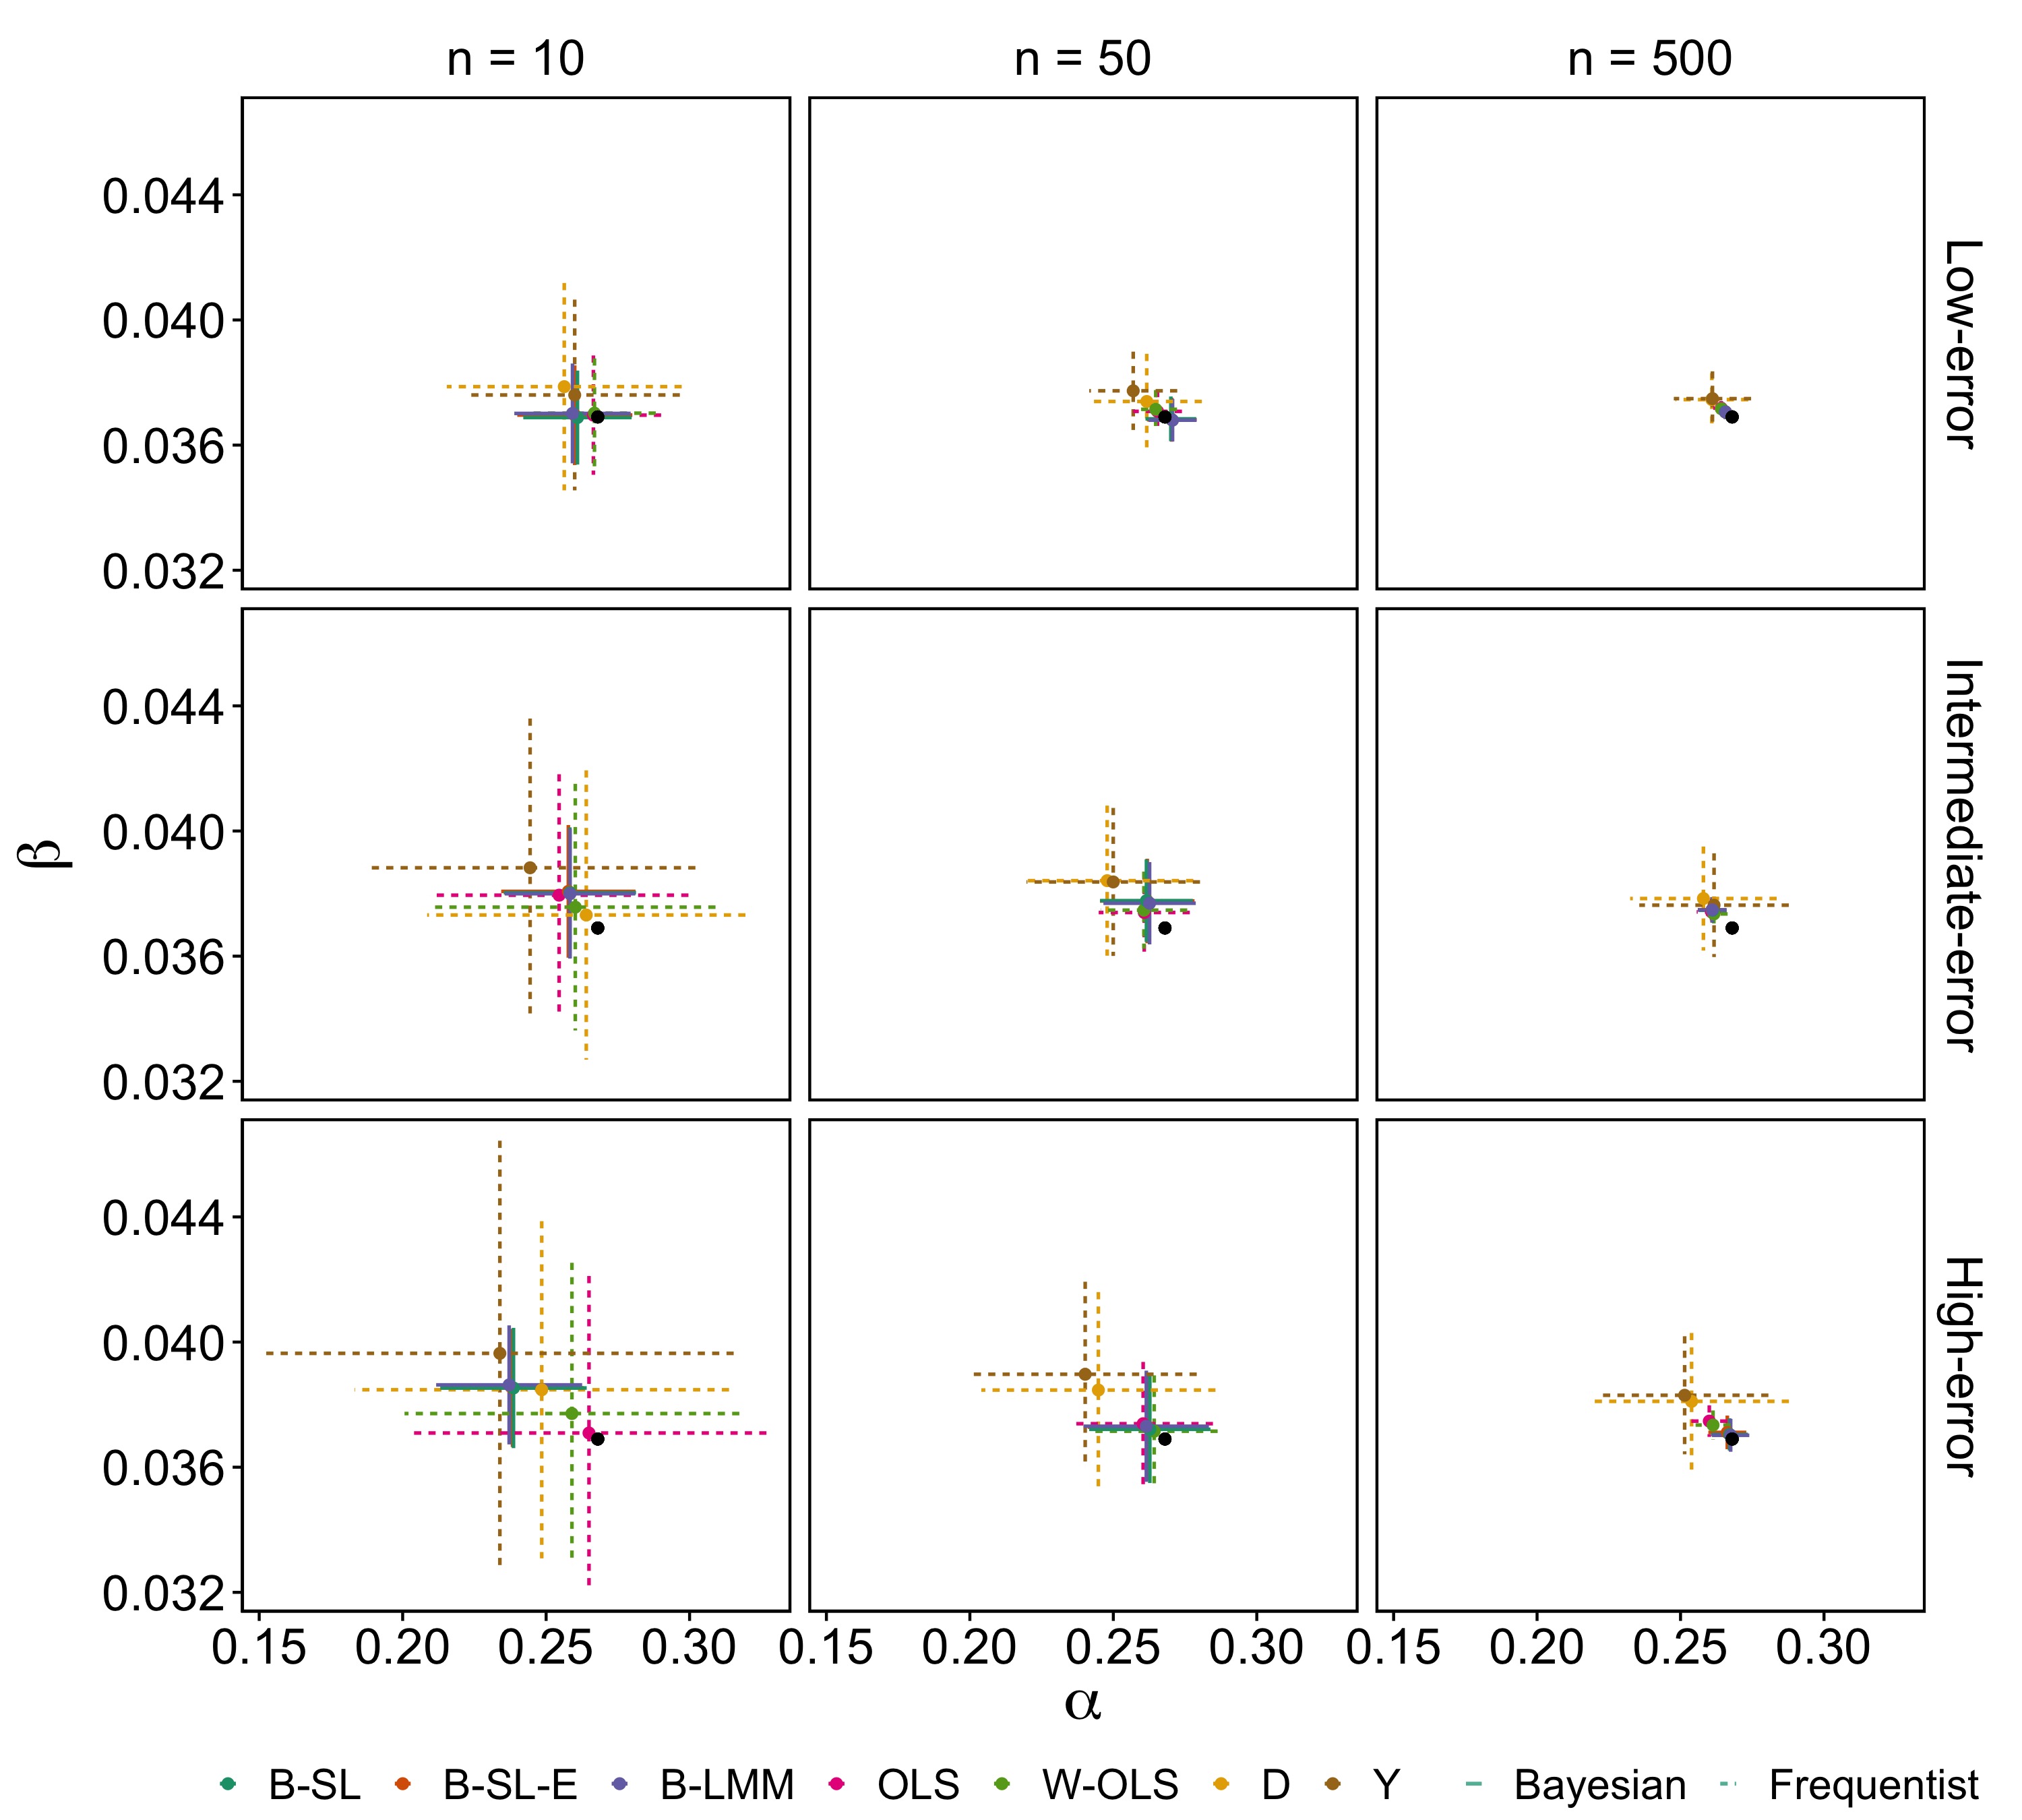 n = 10 n = 50 n = 500
0.044
0.040
0.036
0.032
Low-error
0.044
0.040
0.036
0.032
Intermediate-error
β
0.044
0.040
0.036
0.032
High-error
0.15 0.20 0.25 0.30 0.15 0.20 0.25 0.30 0.15 0.20 0.25 0.30
α
B-SL B-SL-E B-LMM OLS W-OLS D Y Bayesian Frequentist